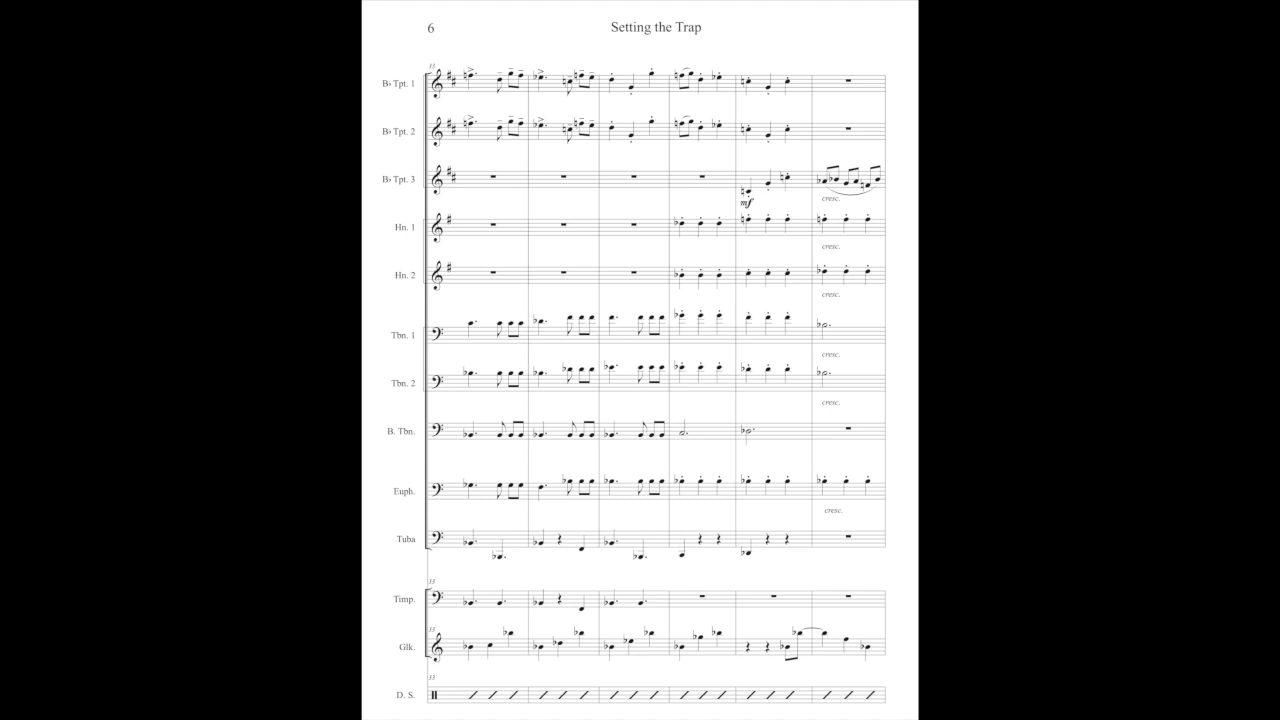 6 Setting the Trap
33
B♭ Tpt. 1
B♭ Tpt. 2
B♭ Tpt. 3
mf
cresc.
Hn. 1
cresc.
Hn. 2
cresc.
Tbn. 1
cresc.
Tbn. 2
cresc.
B. Tbn.
Euph.
cresc.
Tuba
33
Timp.
33
Glk.
33
D. S.